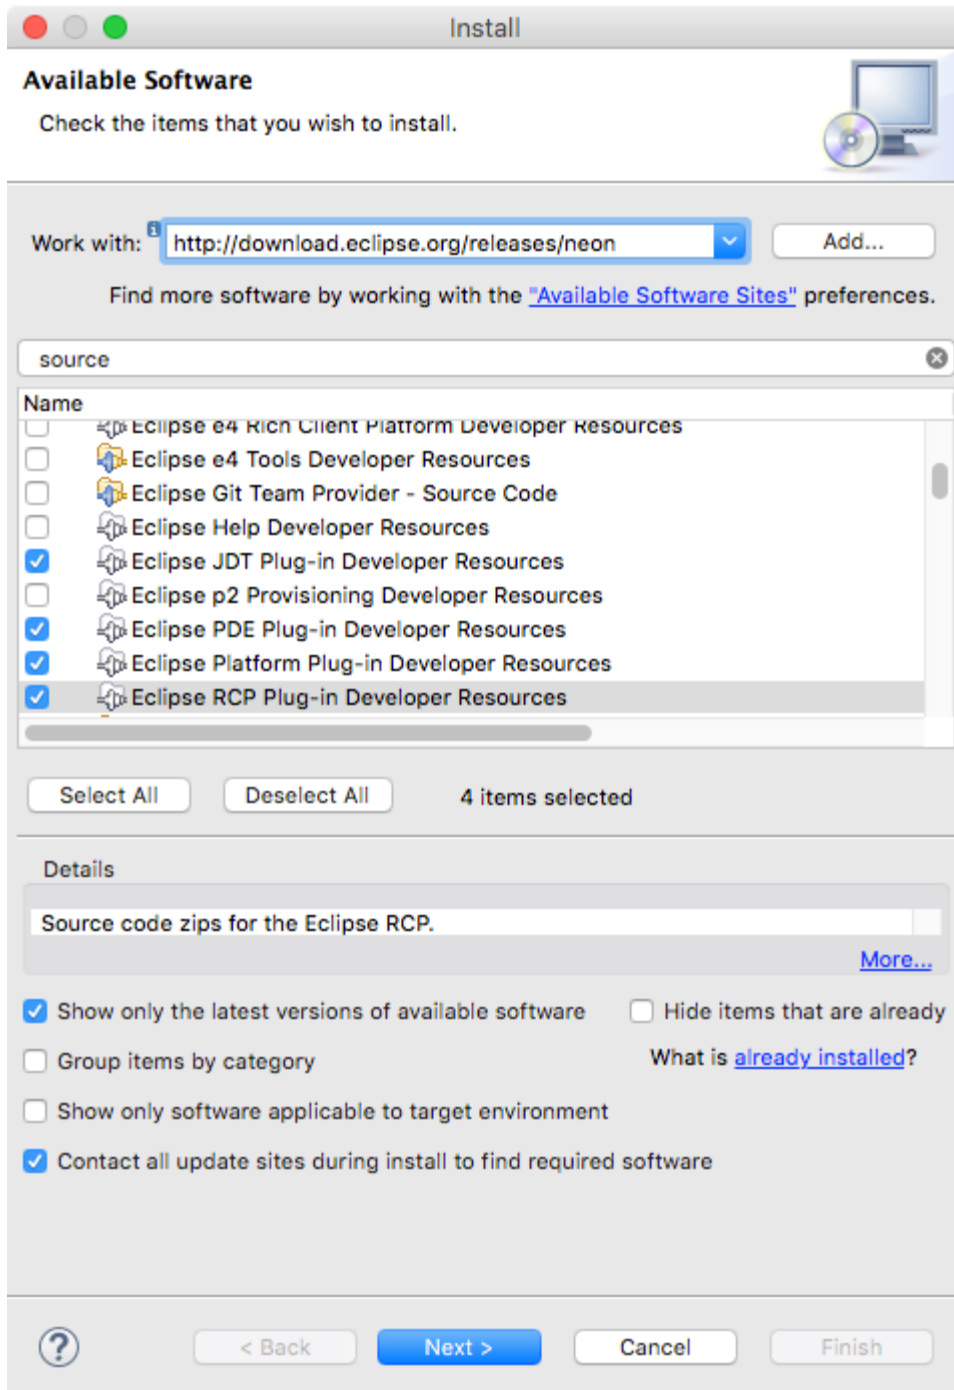 Install
Available Software
Check the items that you wish to install.
Work with: http://download.eclipse.org/releases/neon Add...
Find more software by working with the "Available Software Sites" preferences.
source
Name
Eclipse e4 Rich Client Platform Developer Resources
Eclipse e4 Tools Developer Resources
Eclipse Git Team Provider - Source Code
Eclipse Help Developer Resources
Eclipse JDT Plug-in Developer Resources
Eclipse p2 Provisioning Developer Resources
Eclipse PDE Plug-in Developer Resources
Eclipse Platform Plug-in Developer Resources
Eclipse RCP Plug-in Developer Resources
Select All Deselect All 4 items selected
Details
Source code zips for the Eclipse RCP.
More...
Show only the latest versions of available software Hide items that are already
Group items by category What is already installed?
Show only software applicable to target environment
Contact all update sites during install to find required software
? < Back Next > Cancel Finish